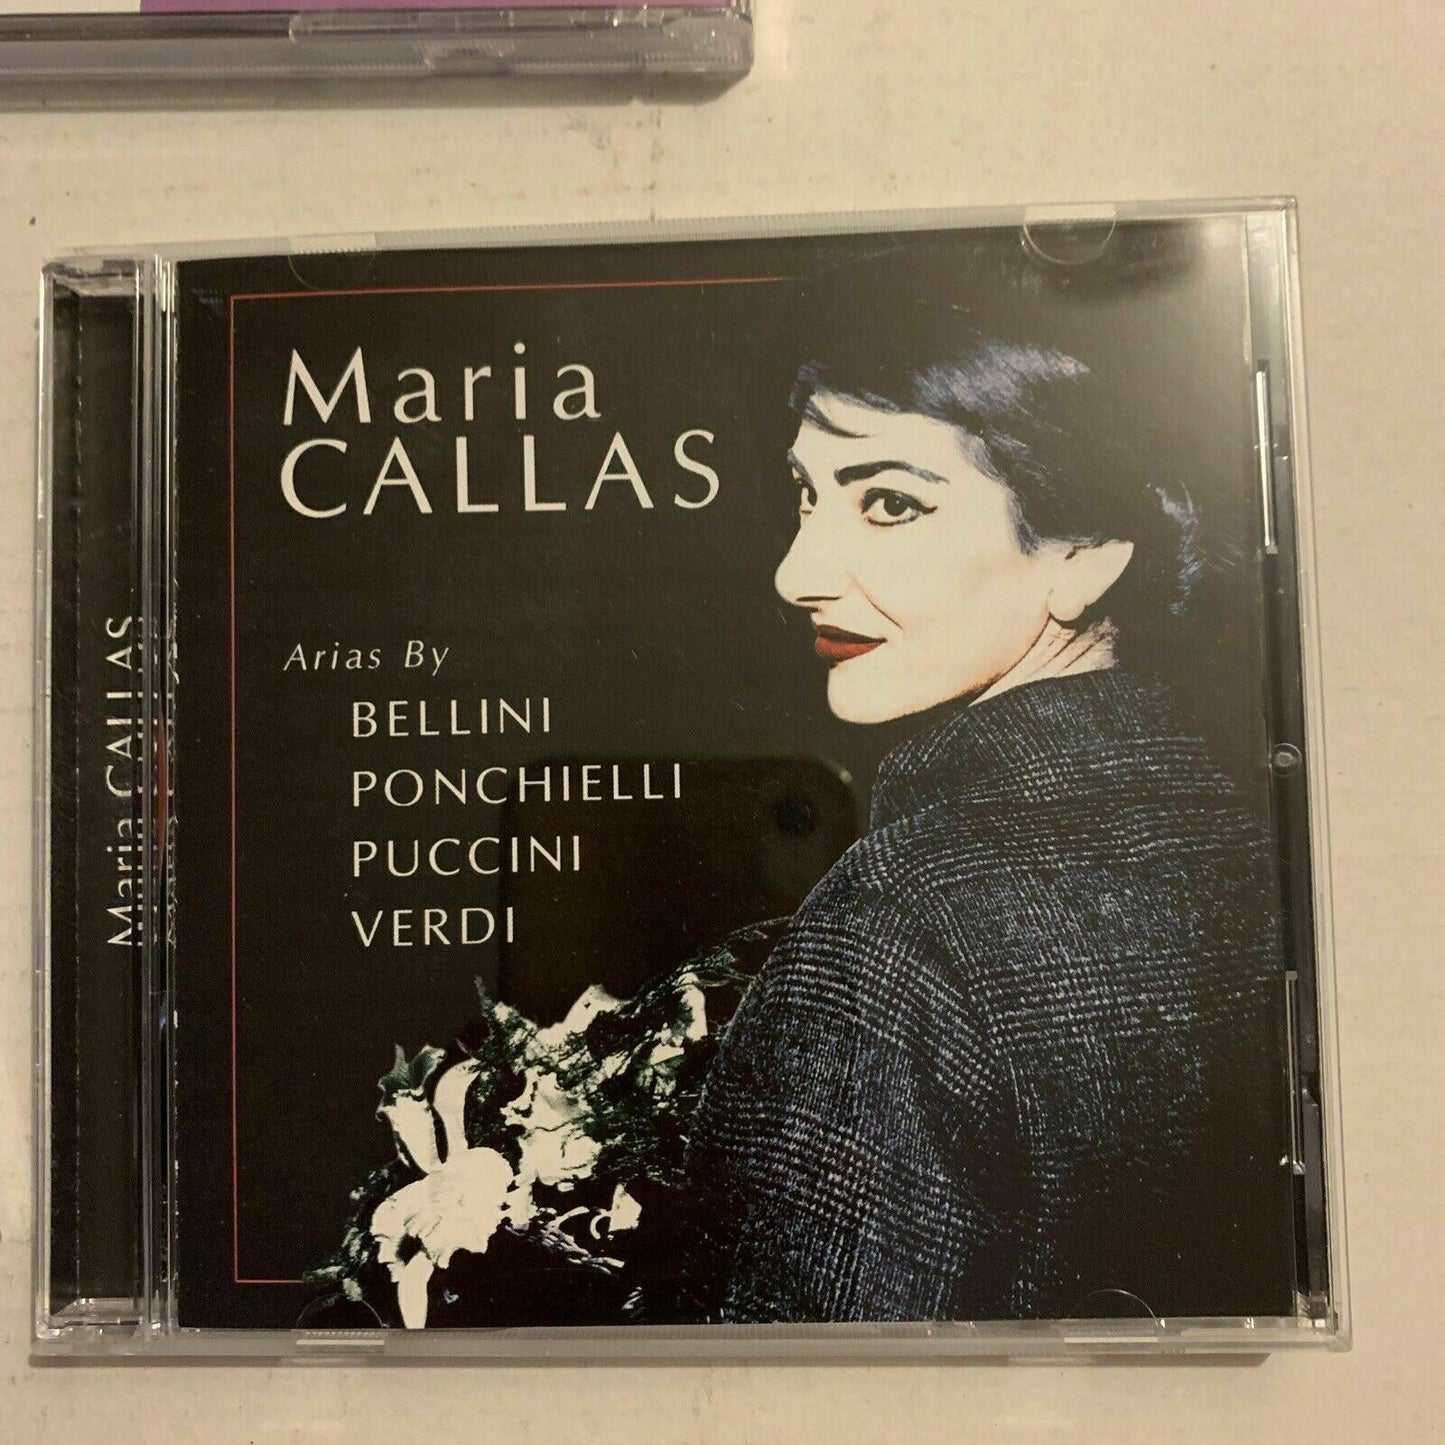 Maria
CALLAS
Arias By
BELLINI
PONCHIELLI
PUCCINI
VERDI
Maria CALLAS